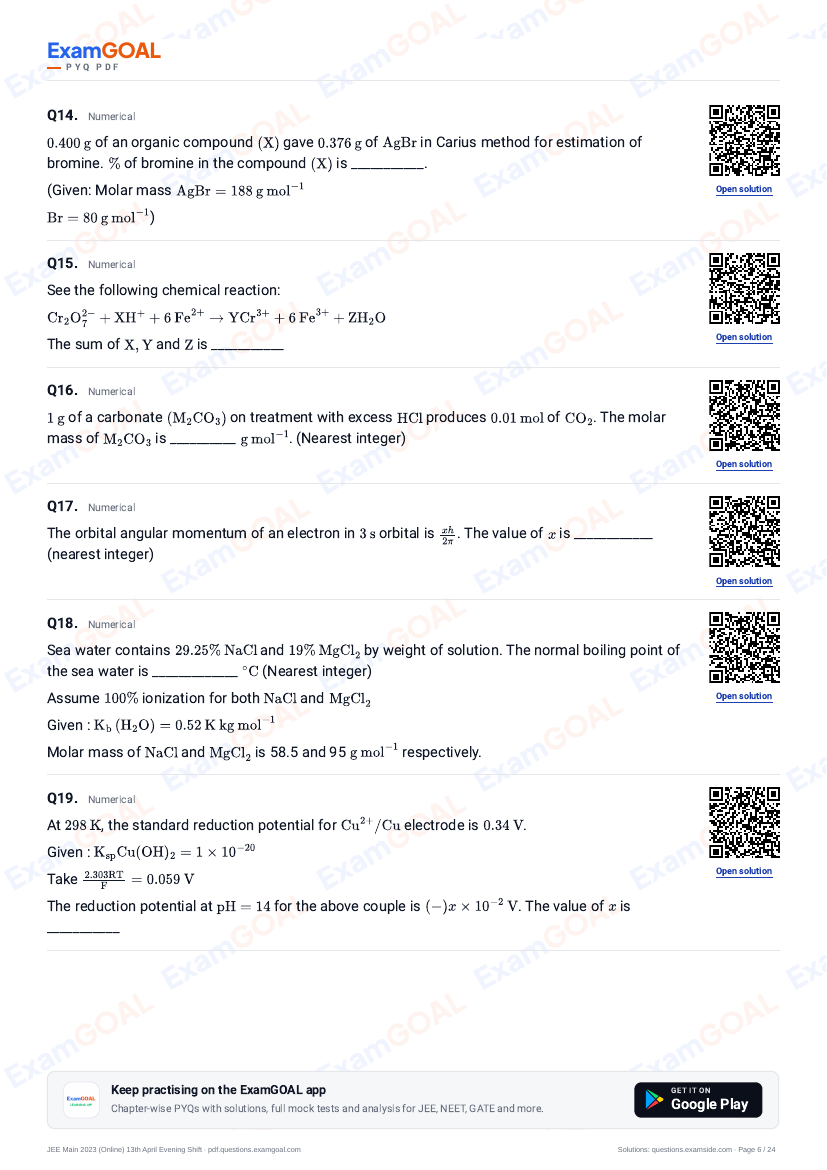 ExamGOAL
PYQ PDF
Q14. Numerical
0.400 g of an organic compound (X) gave 0.376 g of AgBr in Carius method for estimation of
bromine. % of bromine in the compound (X) is ___________.
(Given: Molar mass AgBr = 188 g mol⁻¹
Br = 80 g mol⁻¹)
Open solution
Q15. Numerical
See the following chemical reaction:
Cr₂O₇²⁻ + XH⁺ + 6 Fe²⁺ → YCr³⁺ + 6 Fe³⁺ + ZH₂O
The sum of X, Y and Z is ___________
Open solution
Q16. Numerical
1 g of a carbonate (M₂CO₃) on treatment with excess HCl produces 0.01 mol of CO₂. The molar
mass of M₂CO₃ is __________ g mol⁻¹. (Nearest integer)
Open solution
Q17. Numerical
The orbital angular momentum of an electron in 3 s orbital is xh/2π. The value of x is ____________
(nearest integer)
Open solution
Q18. Numerical
Sea water contains 29.25% NaCl and 19% MgCl₂ by weight of solution. The normal boiling point of
the sea water is _____________ °C (Nearest integer)
Assume 100% ionization for both NaCl and MgCl₂
Given : K_b (H₂O) = 0.52 K kg mol⁻¹
Molar mass of NaCl and MgCl₂ is 58.5 and 95 g mol⁻¹ respectively.
Open solution
Q19. Numerical
At 298 K, the standard reduction potential for Cu²⁺/Cu electrode is 0.34 V.
Given : K_sp Cu(OH)₂ = 1 × 10⁻²⁰
Take 2.303RT/F = 0.059 V
The reduction potential at pH = 14 for the above couple is (−)x × 10⁻² V. The value of x is
___________
Open solution
Keep practising on the ExamGOAL app
Chapter-wise PYQs with solutions, full mock tests and analysis for JEE, NEET, GATE and more.
GET IT ON
Google Play
JEE Main 2023 (Online) 13th April Evening Shift · pdf.questions.examgoal.com
Solutions: questions.examside.com · Page 6 / 24